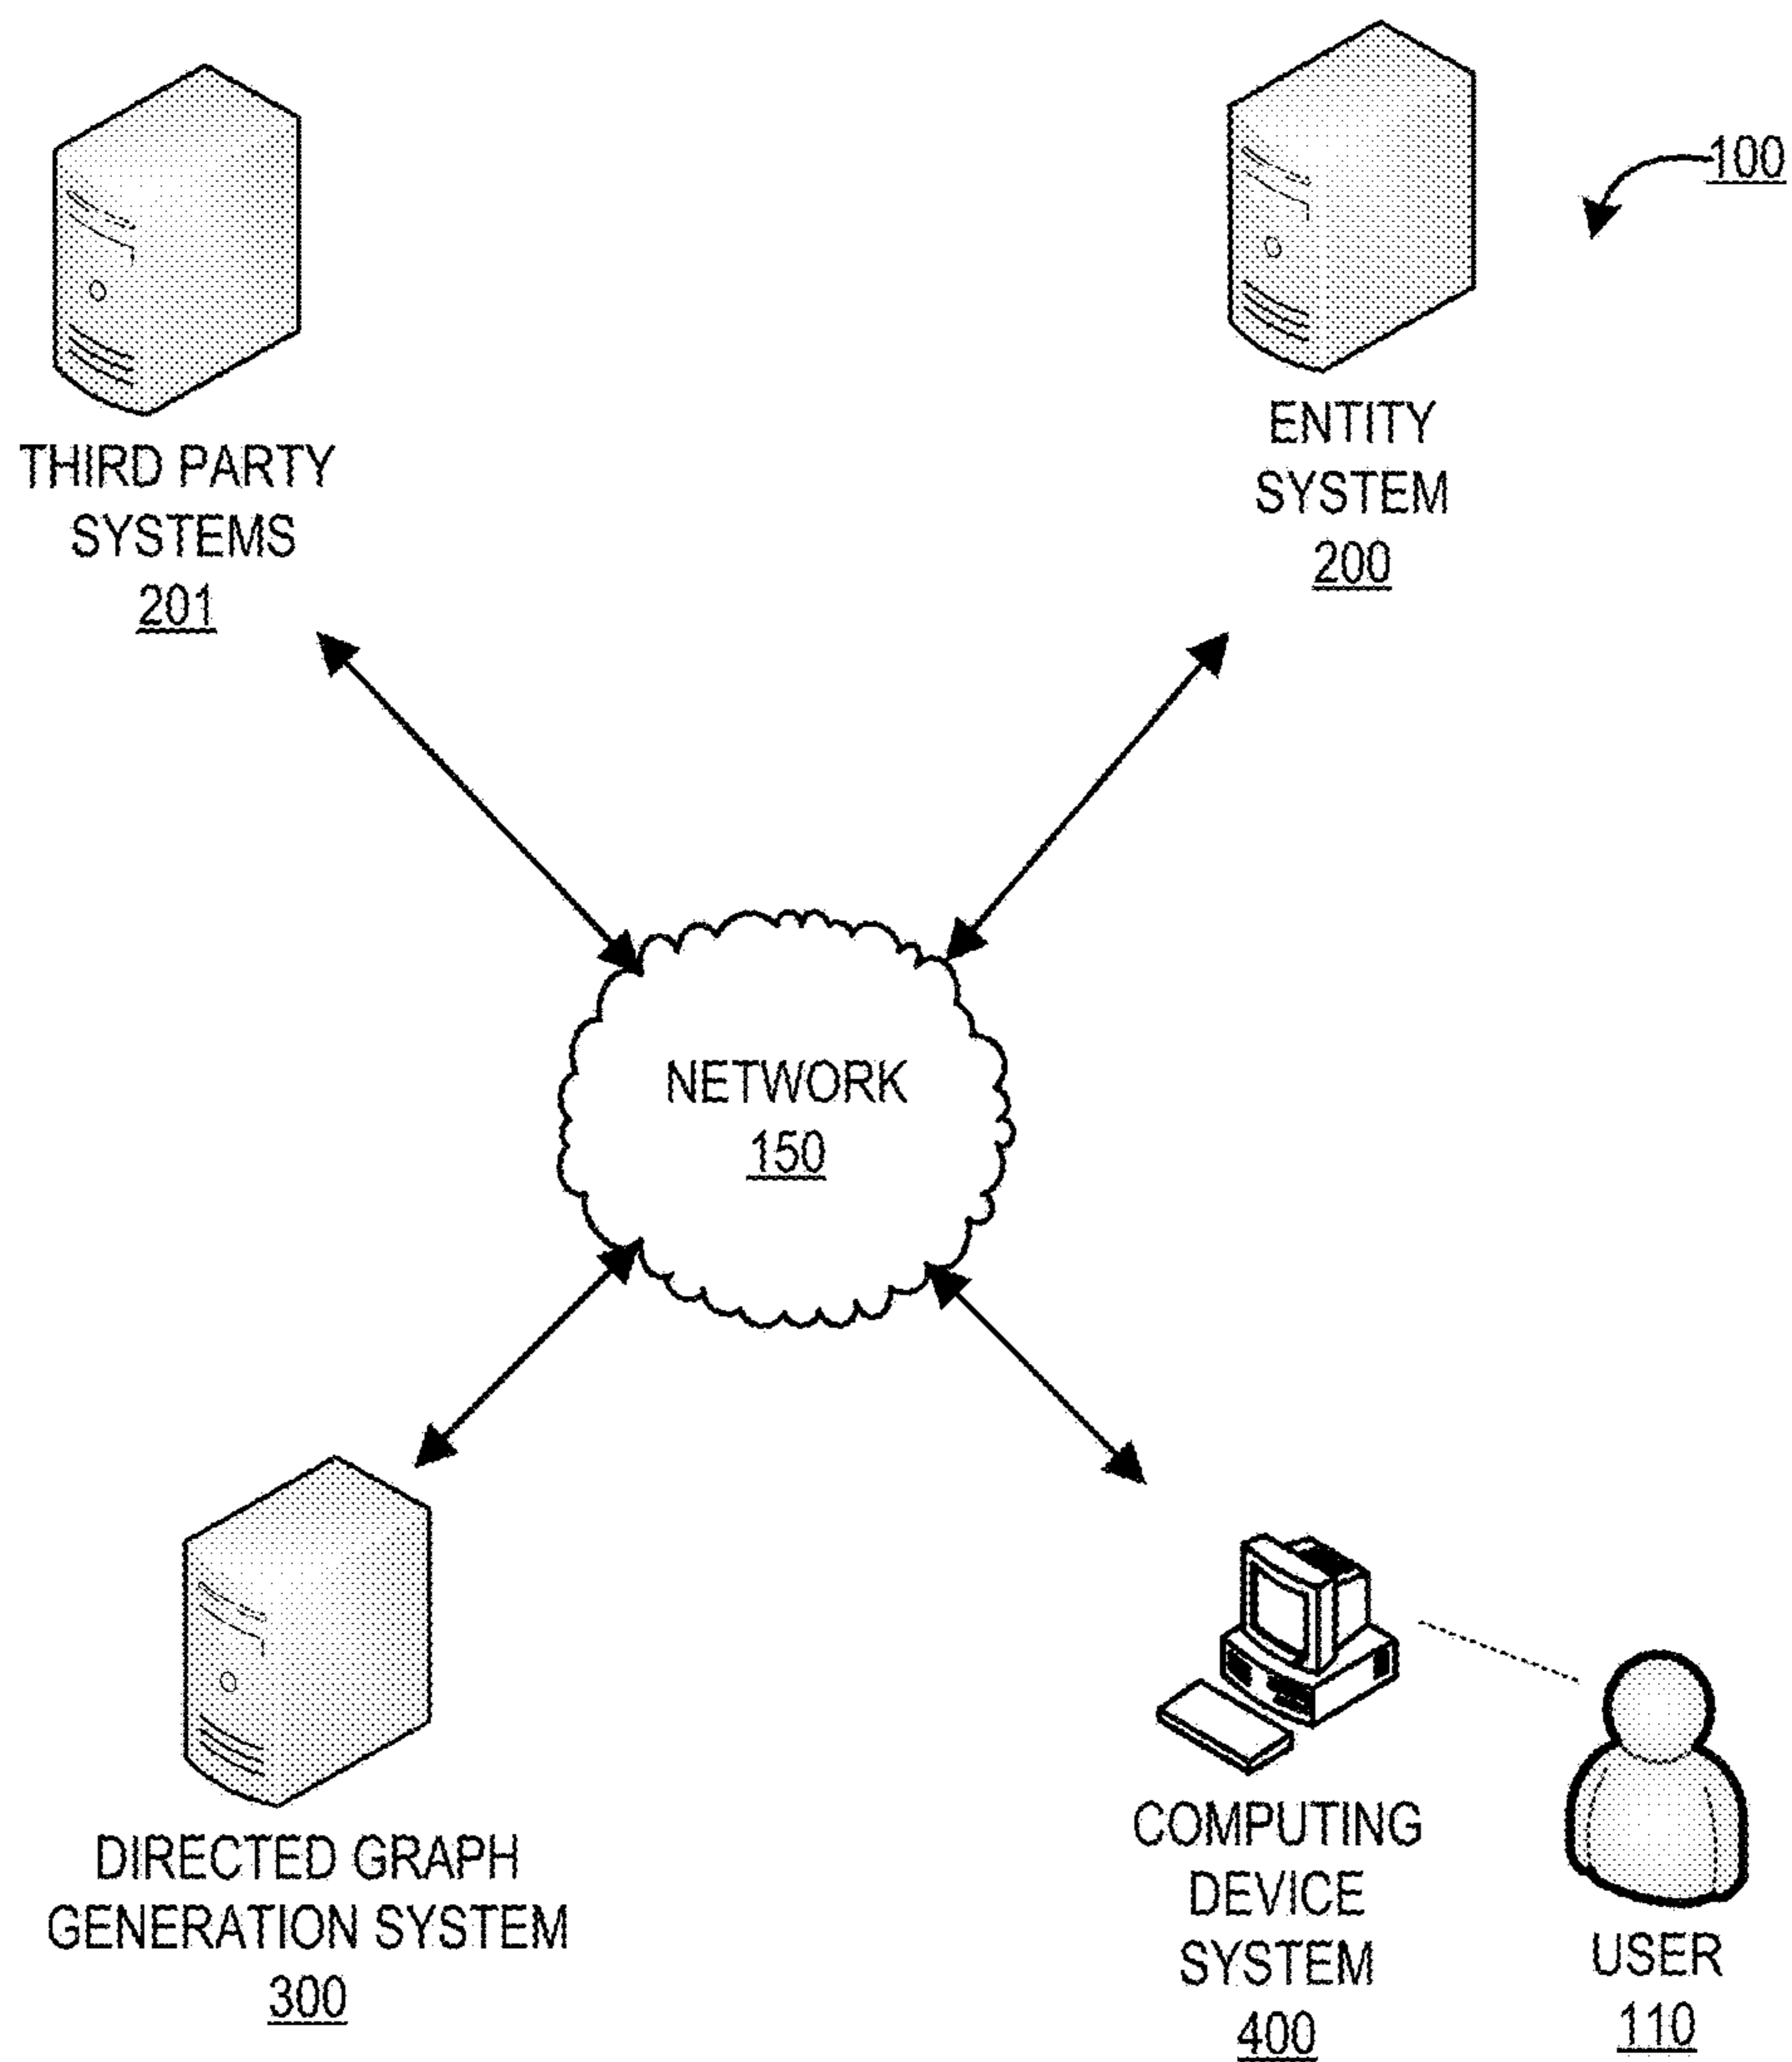 100
THIRD PARTY
SYSTEMS
201
ENTITY
SYSTEM
200
NETWORK
150
DIRECTED GRAPH
GENERATION SYSTEM
300
COMPUTING
DEVICE
SYSTEM
400
USER
110